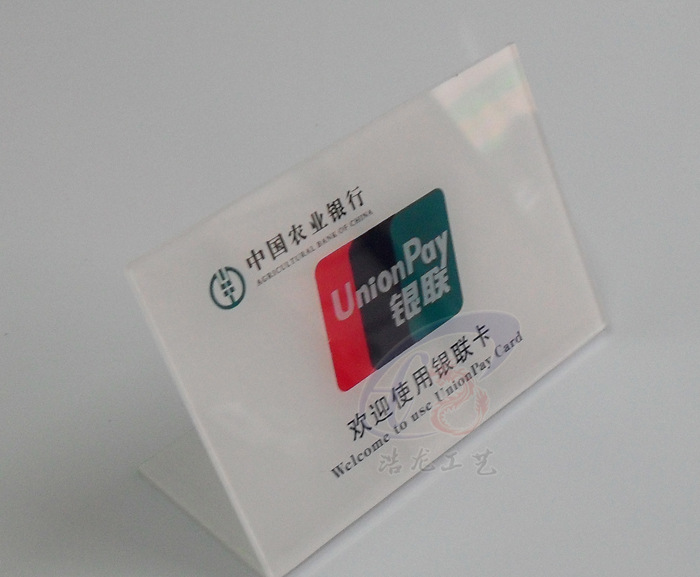 中国农业银行
AGRICULTURAL BANK OF CHINA
UnionPay
银联
欢迎使用银联卡
Welcome to use UnionPay Card
浩龙工艺